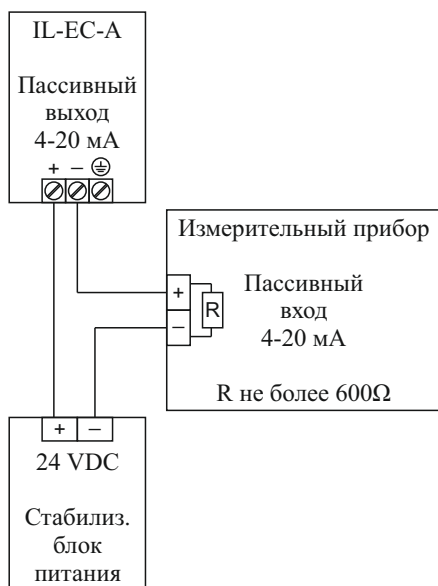 IL-EC-A
Пассивный
выход
4-20 мА
+ −
Измерительный прибор
+
R
−
Пассивный
вход
4-20 мА
R не более 600Ω
+ −
24 VDC
Стабилиз.
блок
питания